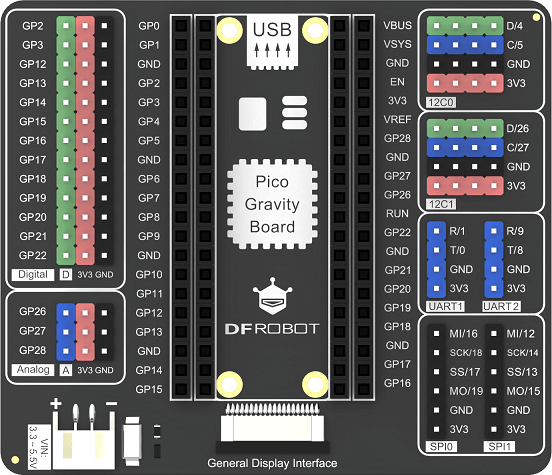 GP2
GP3
GP12
GP13
GP14
GP15
GP16
GP17
GP18
GP19
GP20
GP21
GP22
Digital D 3V3 GND
GP26
GP27
GP28
Analog A 3V3 GND
+ −
VIN:
3.3~5.5V
GP0
GP1
GND
GP2
GP3
GP4
GP5
GND
GP6
GP7
GP8
GP9
GND
GP10
GP11
GP12
GP13
GND
GP14
GP15
USB
Pico
Gravity
Board
DFROBOT
General Display Interface
VBUS
VSYS
GND
EN
3V3
VREF
GP28
GND
GP27
GP26
RUN
GP22
GND
GP21
GP20
GP19
GP18
GND
GP17
GP16
D/4
C/5
GND
3V3
12C0
D/26
C/27
GND
3V3
12C1
R/1 R/9
T/0 T/8
GND GND
3V3 3V3
UART1 UART2
MI/16 MI/12
SCK/18 SCK/14
SS/17 SS/13
MO/19 MO/15
GND GND
3V3 3V3
SPI0 SPI1